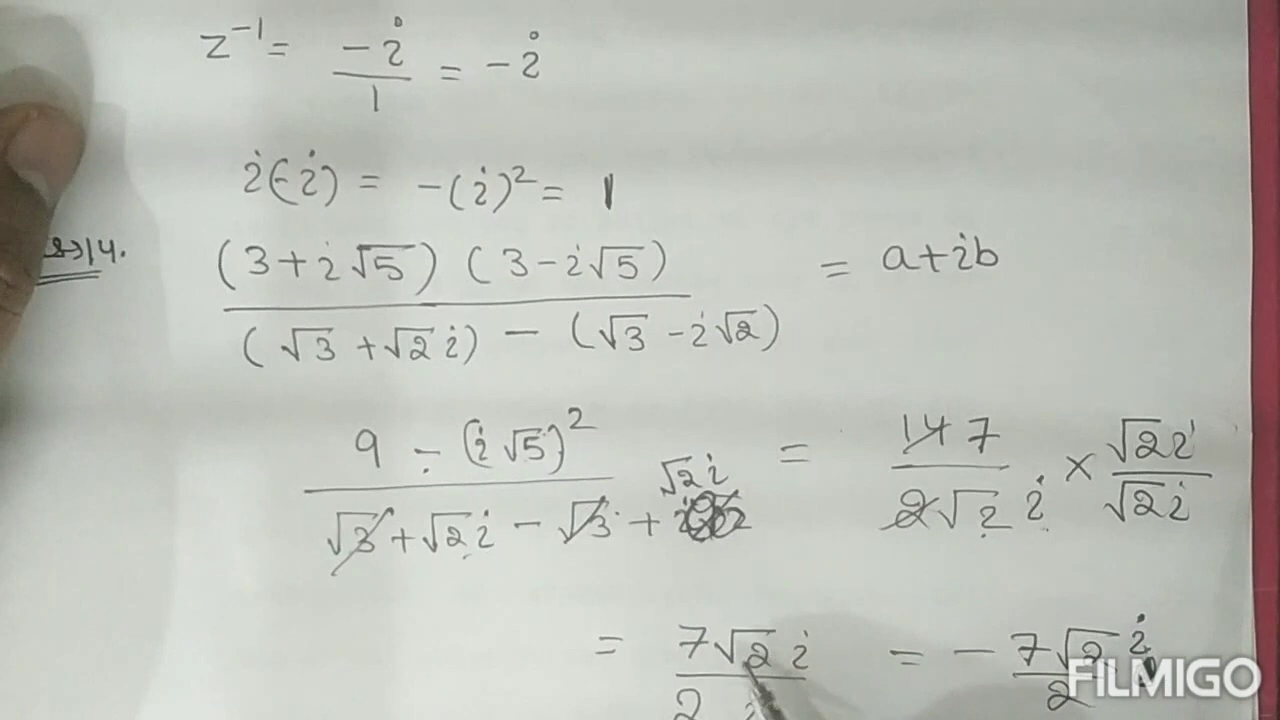 z⁻¹ = -i/1 = -i
i(-i) = -(i)² = 1
14. (3+i√5) (3-i√5) / (√3+√2i) - (√3-i√2) = a+ib
9 - (i√5)² / √3+√2i - √3 + √2i = 14 7 / 2√2 i × √2i / √2i
= 7√2 i / 2 i = - 7√2 i / 2
FILMIGO